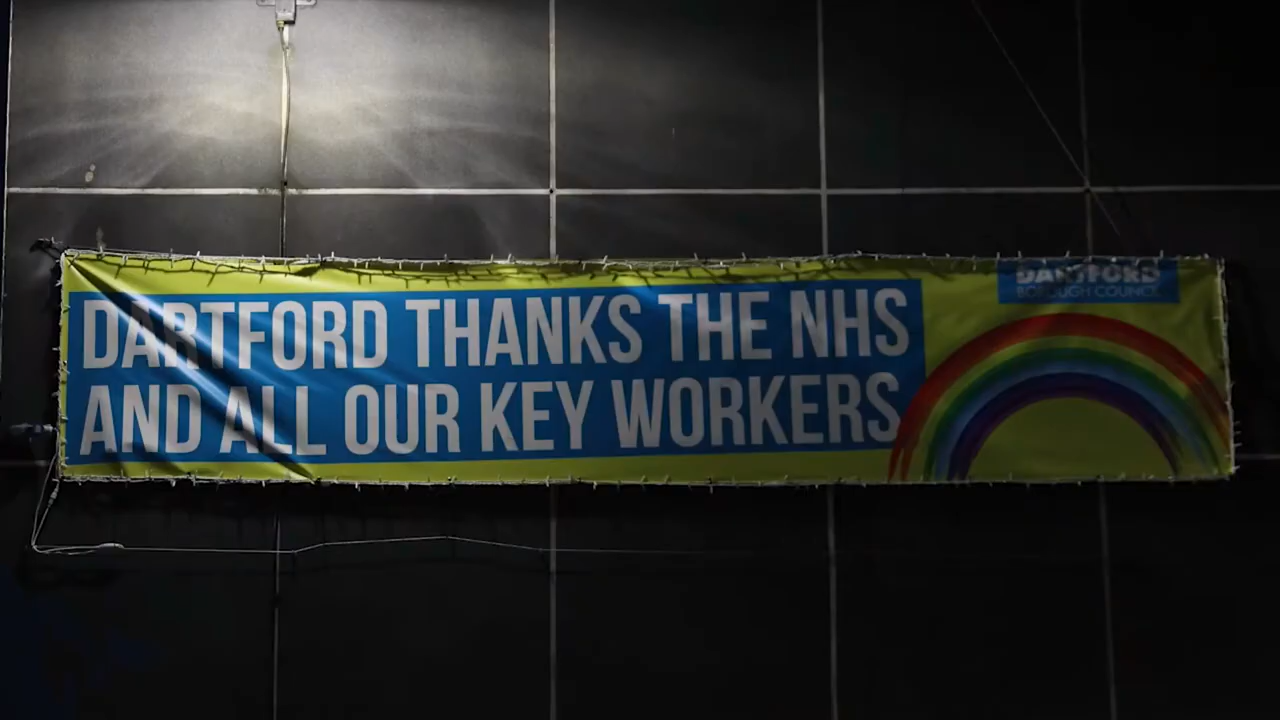 DARTFORD THANKS THE NHS
AND ALL OUR KEY WORKERS
DARTFORD
BOROUGH COUNCIL